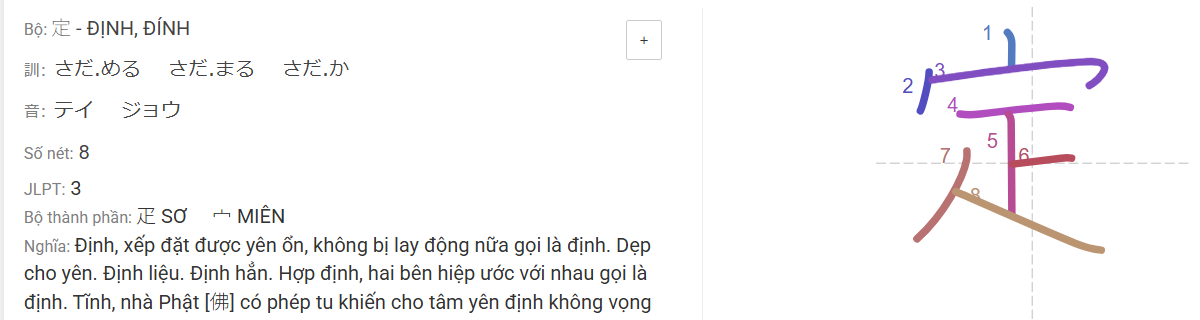 Bộ: 定 - ĐỊNH, ĐÍNH
+
訓: さだ.める さだ.まる さだ.か
音: テイ ジョウ
Số nét: 8
JLPT: 3
Bộ thành phần: 疋 SƠ 宀 MIÊN
Nghĩa: Định, xếp đặt được yên ổn, không bị lay động nữa gọi là định. Dẹp
cho yên. Định liệu. Định hẳn. Hợp định, hai bên hiệp ước với nhau gọi là
định. Tĩnh, nhà Phật [佛] có phép tu khiến cho tâm yên định không vọng
定
1
2
3
4
5
6
7
8